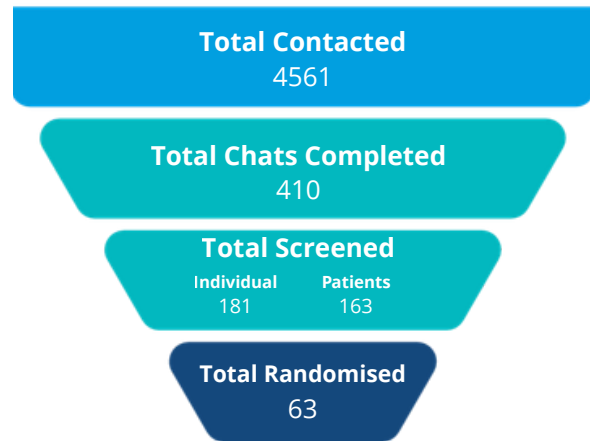 Total Contacted
4561
Total Chats Completed
410
Total Screened
Individual Patients
181 163
Total Randomised
63